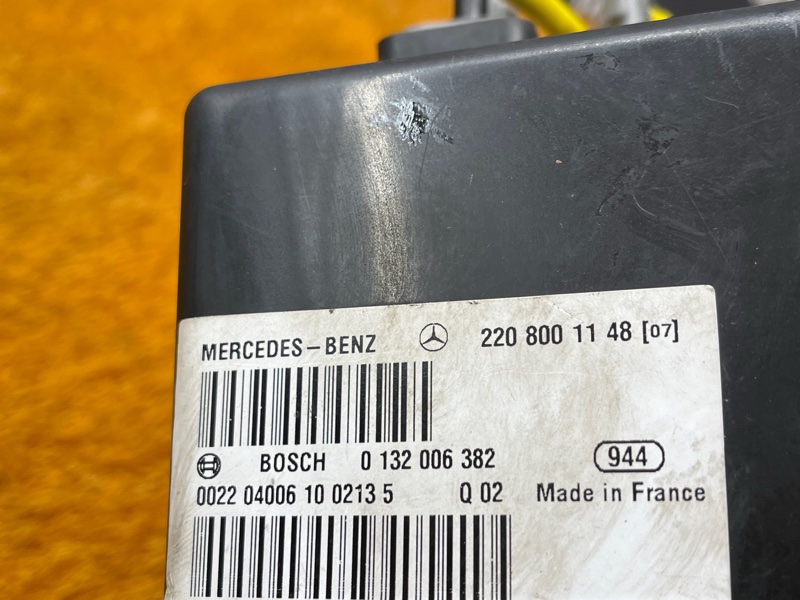 MERCEDES-BENZ 220 800 11 48 [07]
BOSCH 0 132 006 382 944
0022 04006 10 0213 5 Q 02 Made in France